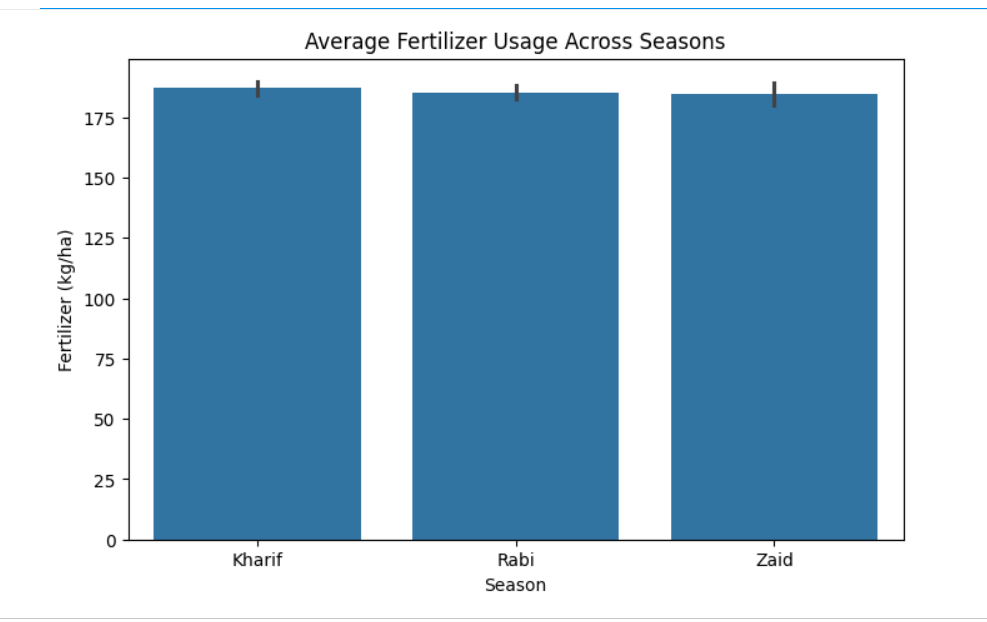 Average Fertilizer Usage Across Seasons
Fertilizer (kg/ha)
175
150
125
100
75
50
25
0
Kharif Rabi Zaid
Season